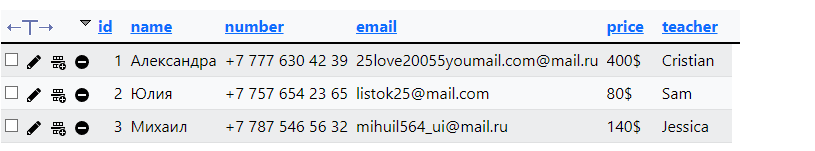 id name number email price teacher
1 Александра +7 777 630 42 39 25love20055youmail.com@mail.ru 400$ Cristian
2 Юлия +7 757 654 23 65 listok25@mail.com 80$ Sam
3 Михаил +7 787 546 56 32 mihuil564_ui@mail.ru 140$ Jessica